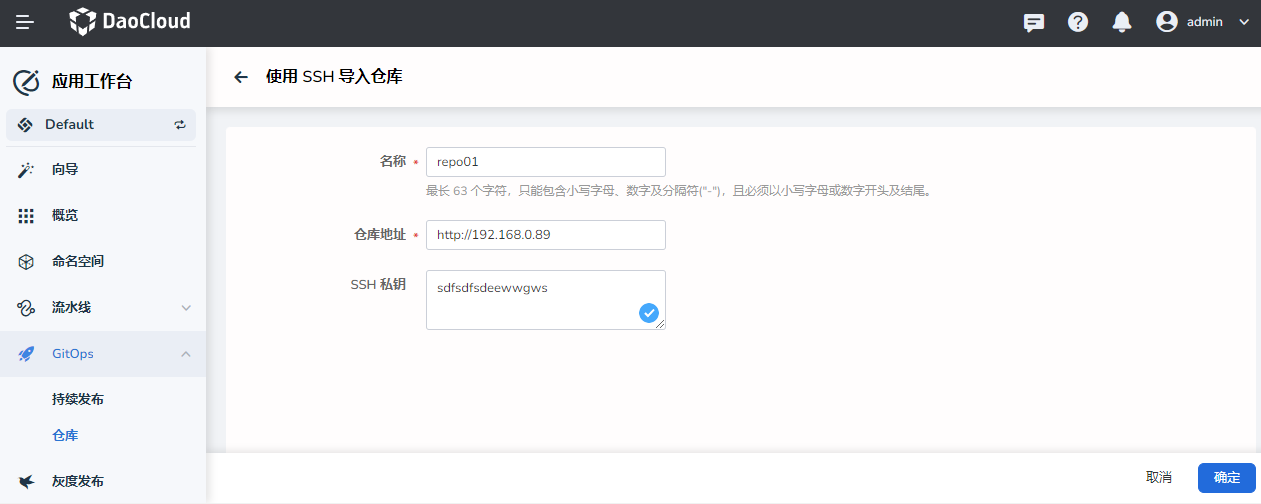 DaoCloud
admin
应用工作台
Default
向导
概览
命名空间
流水线
GitOps
持续发布
仓库
灰度发布
使用 SSH 导入仓库
名称 * repo01
最长 63 个字符，只能包含小写字母、数字及分隔符("-")，且必须以小写字母或数字开头及结尾。
仓库地址 * http://192.168.0.89
SSH 私钥 sdfsdfsdeewwgws
取消 确定